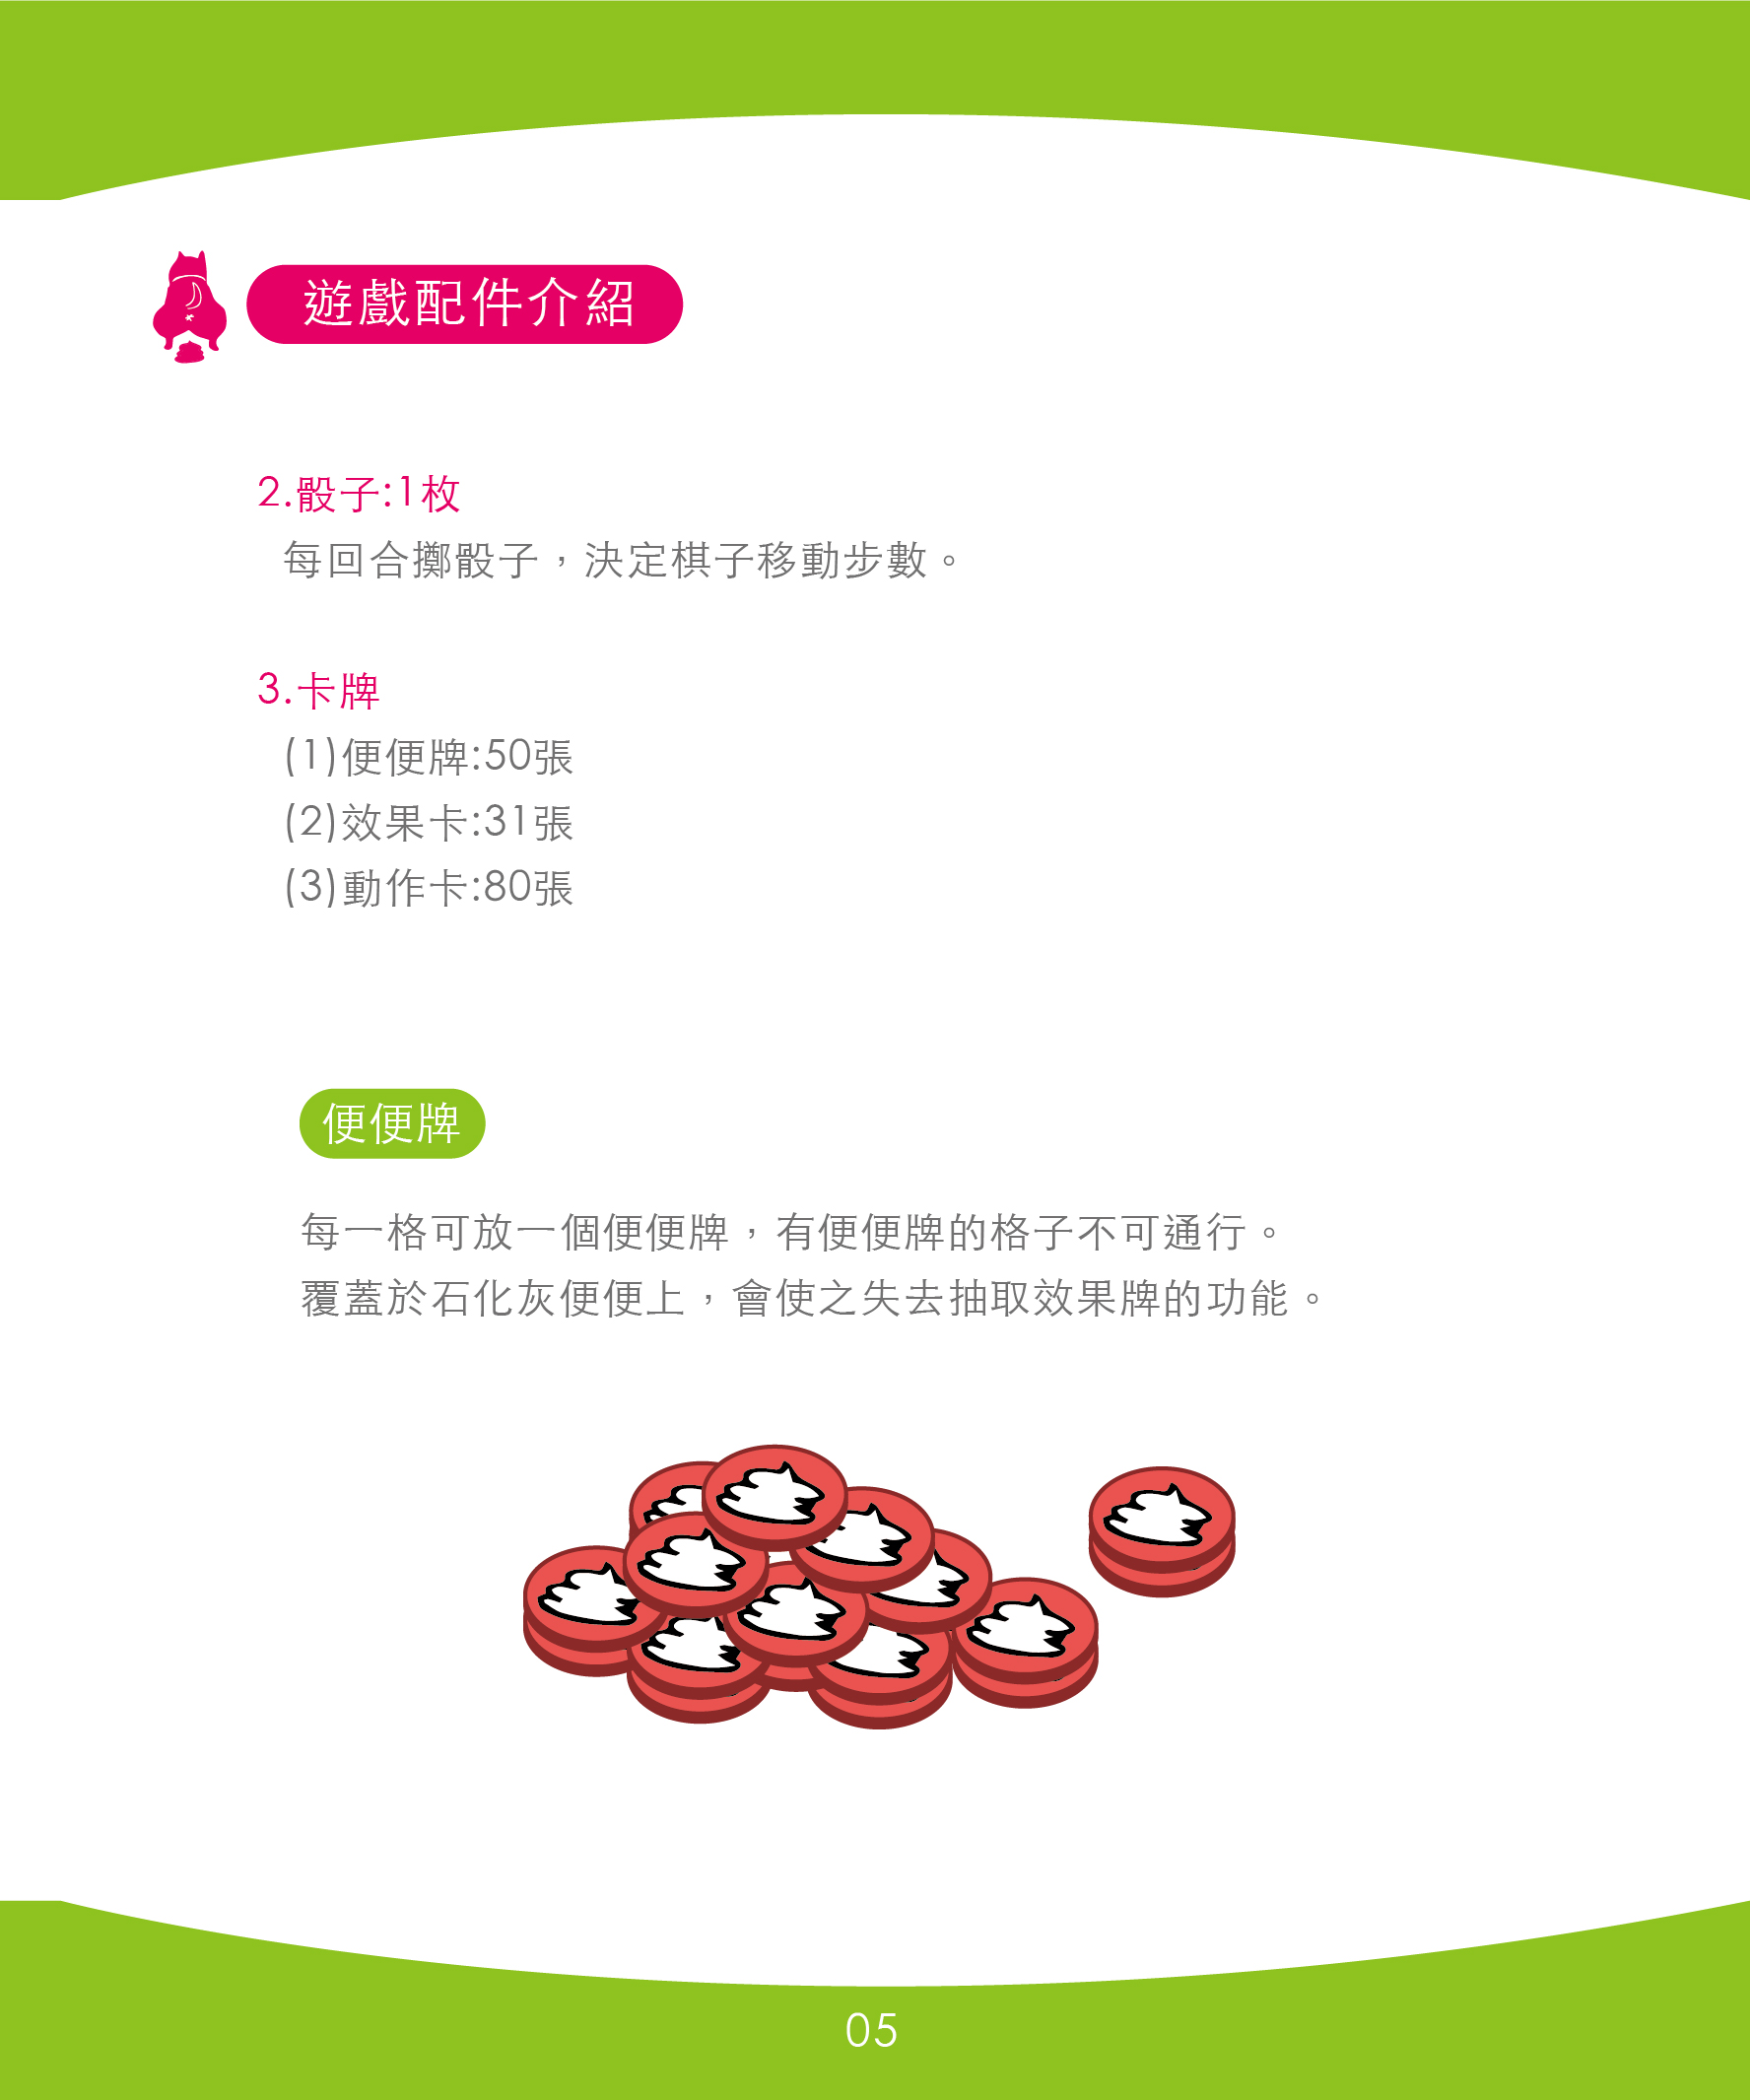 遊戲配件介紹
2.骰子:1枚
每回合擲骰子，決定棋子移動步數。
3.卡牌
(1)便便牌:50張
(2)效果卡:31張
(3)動作卡:80張
便便牌
每一格可放一個便便牌，有便便牌的格子不可通行。
覆蓋於石化灰便便上，會使之失去抽取效果牌的功能。
05